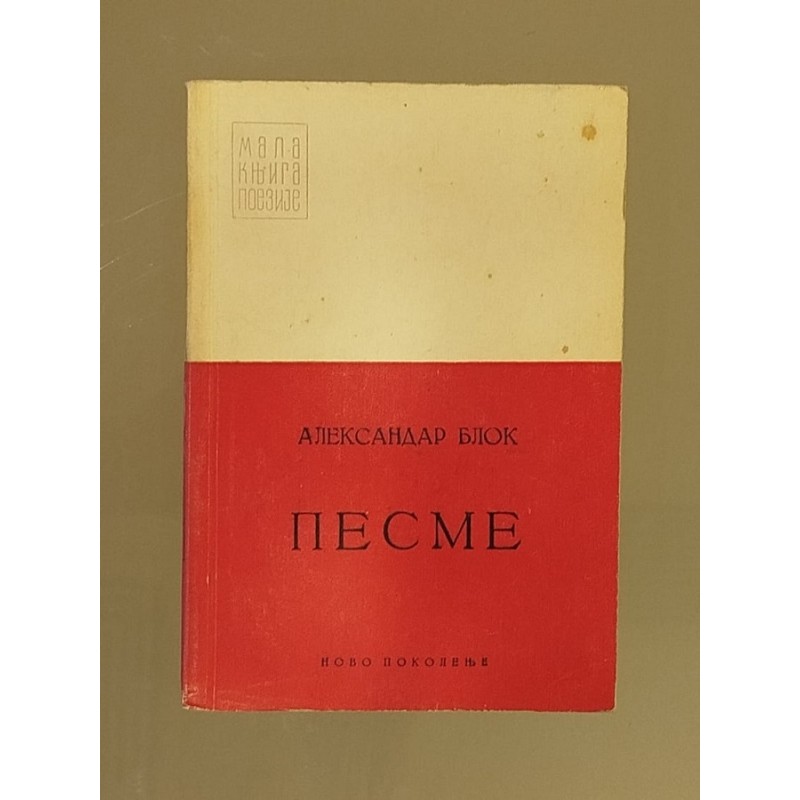 мала
књига
поезије
АЛЕКСАНДАР БЛОК
ПЕСМЕ
НОВО ПОКОЛЕЊЕ